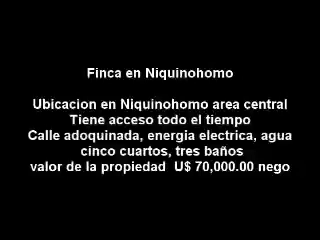 Finca en Niquinohomo
Ubicacion en Niquinohomo area central
Tiene acceso todo el tiempo
Calle adoquinada, energia electrica, agua
cinco cuartos, tres baños
valor de la propiedad  U$ 70,000.00 nego